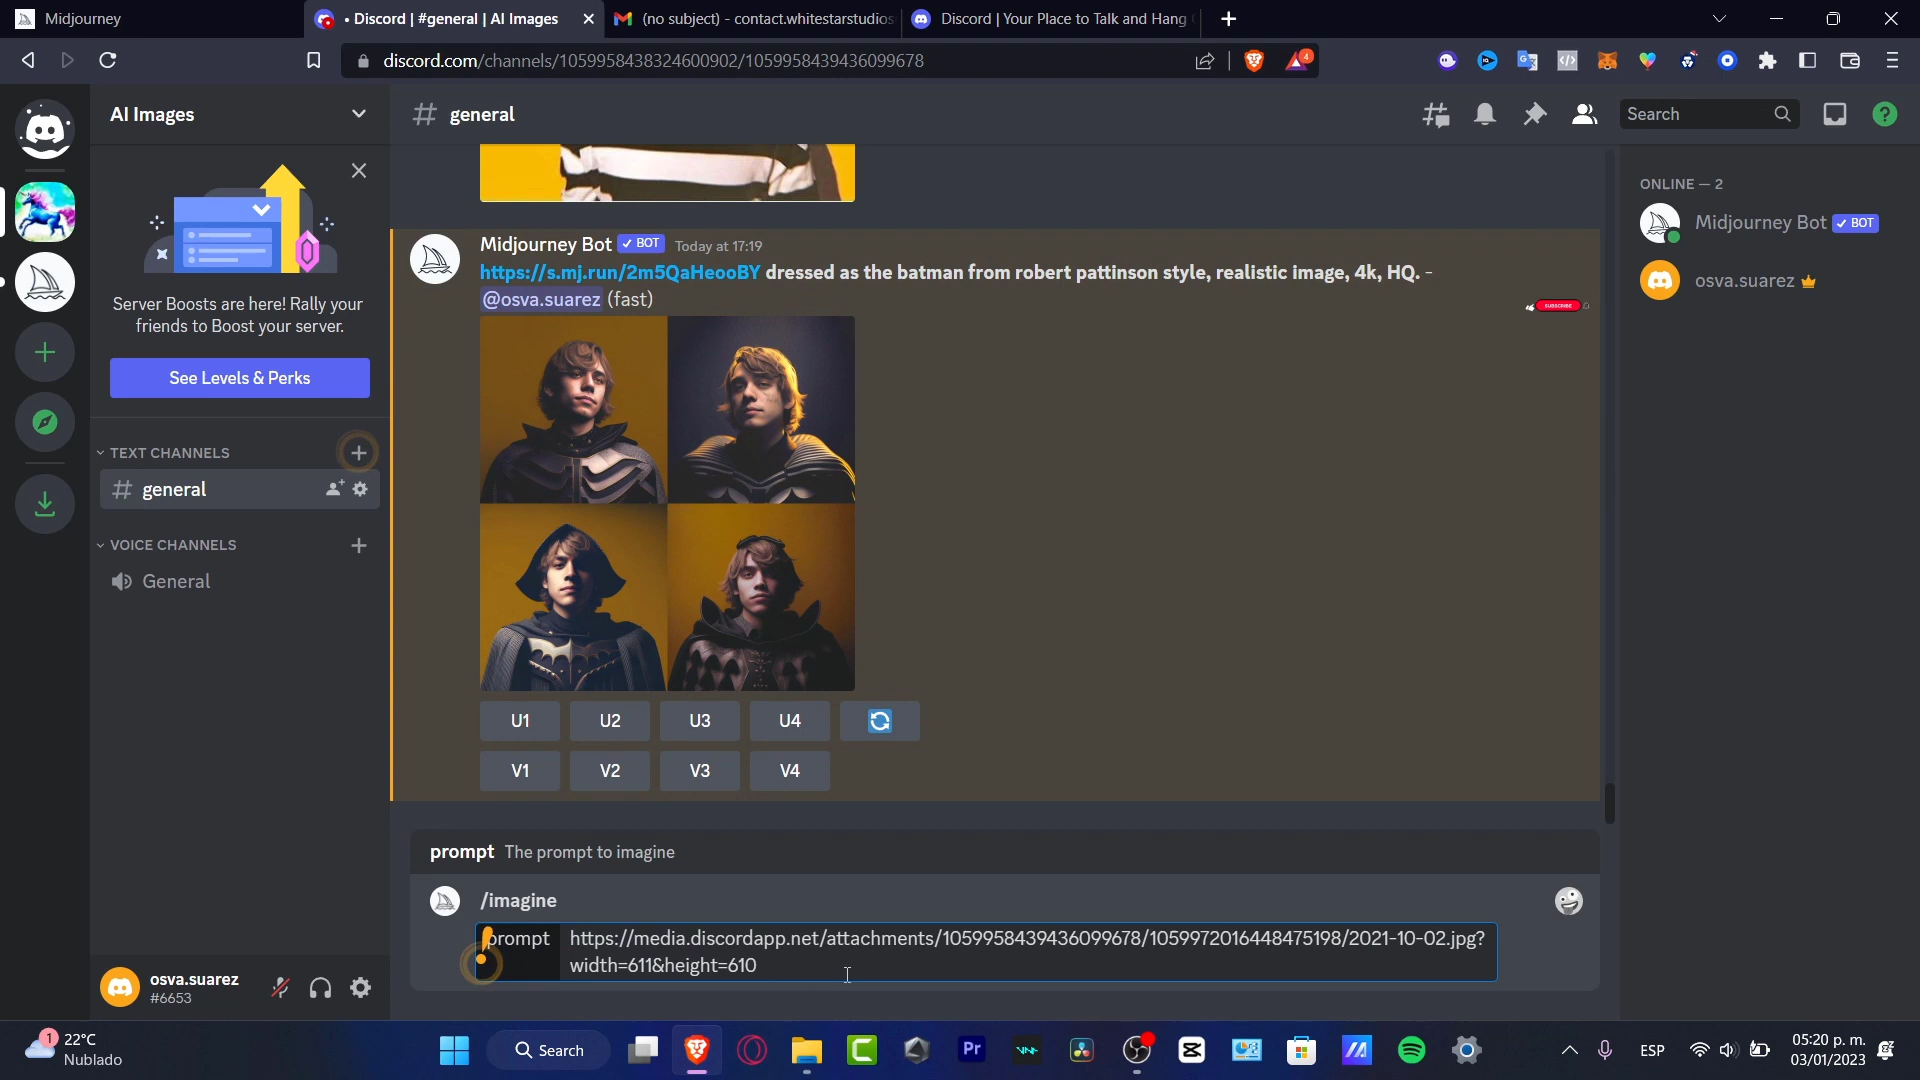 Midjourney
• Discord | #general | AI Images
(no subject) - contact.whitestarstudios
Discord | Your Place to Talk and Hang
discord.com/channels/1059958438324600902/1059958439436099678
4
AI Images
general
Search
Server Boosts are here! Rally your
friends to Boost your server.
See Levels & Perks
TEXT CHANNELS
general
VOICE CHANNELS
General
osva.suarez
#6653
Midjourney Bot BOT Today at 17:19
https://s.mj.run/2m5QaHeooBY dressed as the batman from robert pattinson style, realistic image, 4k, HQ. -
@osva.suarez (fast)
SUBSCRIBE
U1 U2 U3 U4
V1 V2 V3 V4
prompt The prompt to imagine
/imagine
prompt https://media.discordapp.net/attachments/1059958439436099678/1059972016448475198/2021-10-02.jpg?
width=611&height=610
ONLINE — 2
Midjourney Bot BOT
osva.suarez
1
22°C
Nublado
Search
Pr
ESP
05:20 p. m.
03/01/2023